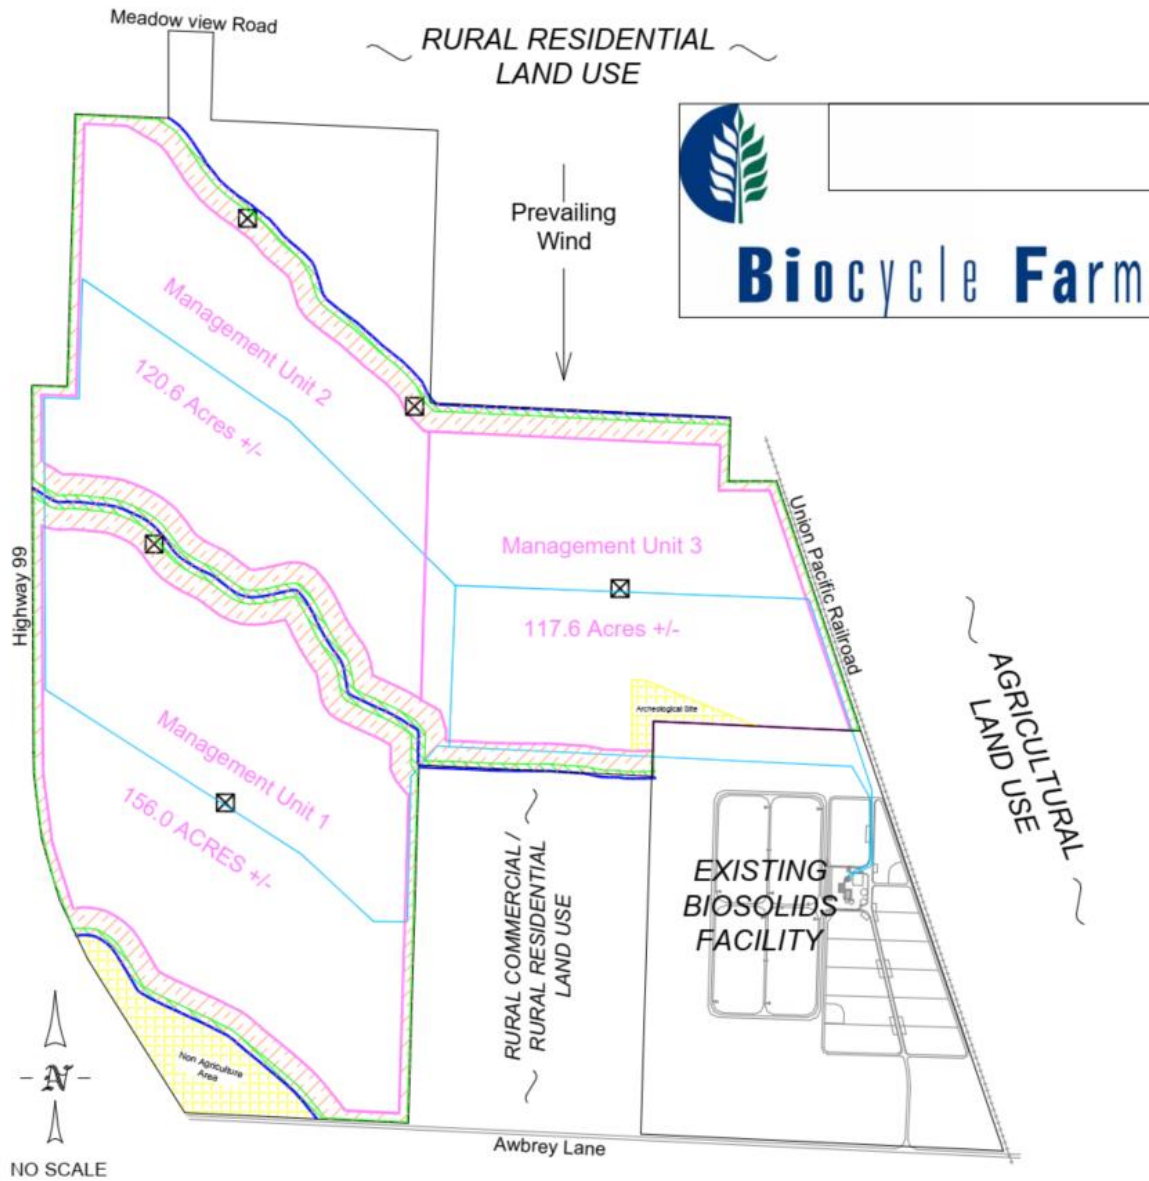 Meadow view Road
RURAL RESIDENTIAL
LAND USE
Prevailing
Wind
Biocycle Farm
Management Unit 2
120.6 Acres +/-
Management Unit 3
117.6 Acres +/-
Highway 99
Union Pacific Railroad
Archeological Site
AGRICULTURAL
LAND USE
Management Unit 1
156.0 ACRES +/-
RURAL COMMERCIAL /
RURAL RESIDENTIAL
LAND USE
EXISTING
BIOSOLIDS
FACILITY
Non Agriculture
Area
N
Awbrey Lane
NO SCALE